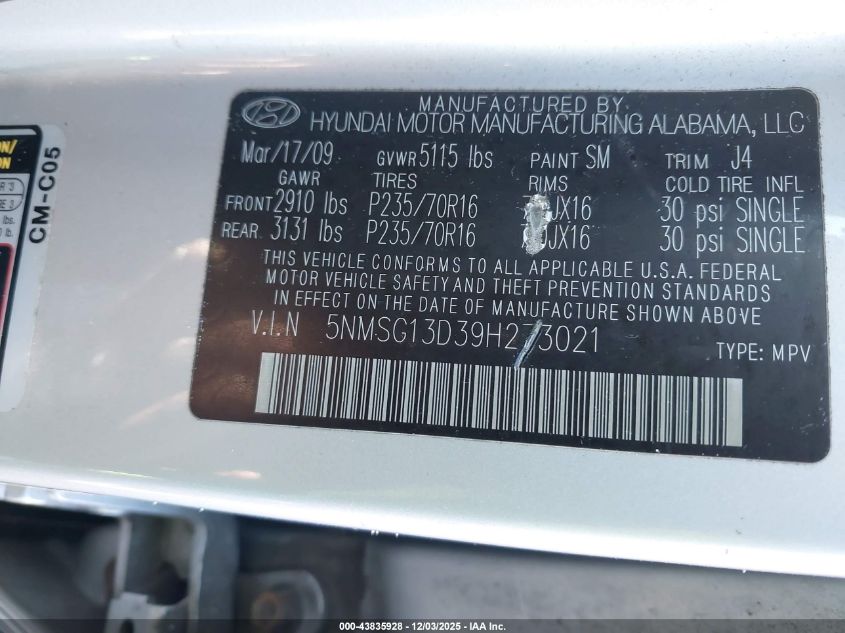 MANUFACTURED BY
HYUNDAI MOTOR MANUFACTURING ALABAMA, LLC
Mar/17/09 GVWR 5115 lbs PAINT SM TRIM J4
GAWR TIRES RIMS COLD TIRE INFL
FRONT 2910 lbs P235/70R16 JX16 30 psi SINGLE
REAR 3131 lbs P235/70R16 JX16 30 psi SINGLE
THIS VEHICLE CONFORMS TO ALL APPLICABLE U.S.A. FEDERAL
MOTOR VEHICLE SAFETY AND THEFT PREVENTION STANDARDS
IN EFFECT ON THE DATE OF MANUFACTURE SHOWN ABOVE
V.I.N 5NMSG13D39H273021
TYPE: MPV
CM-C05
000-43835928 - 12/03/2025 - IAA Inc.